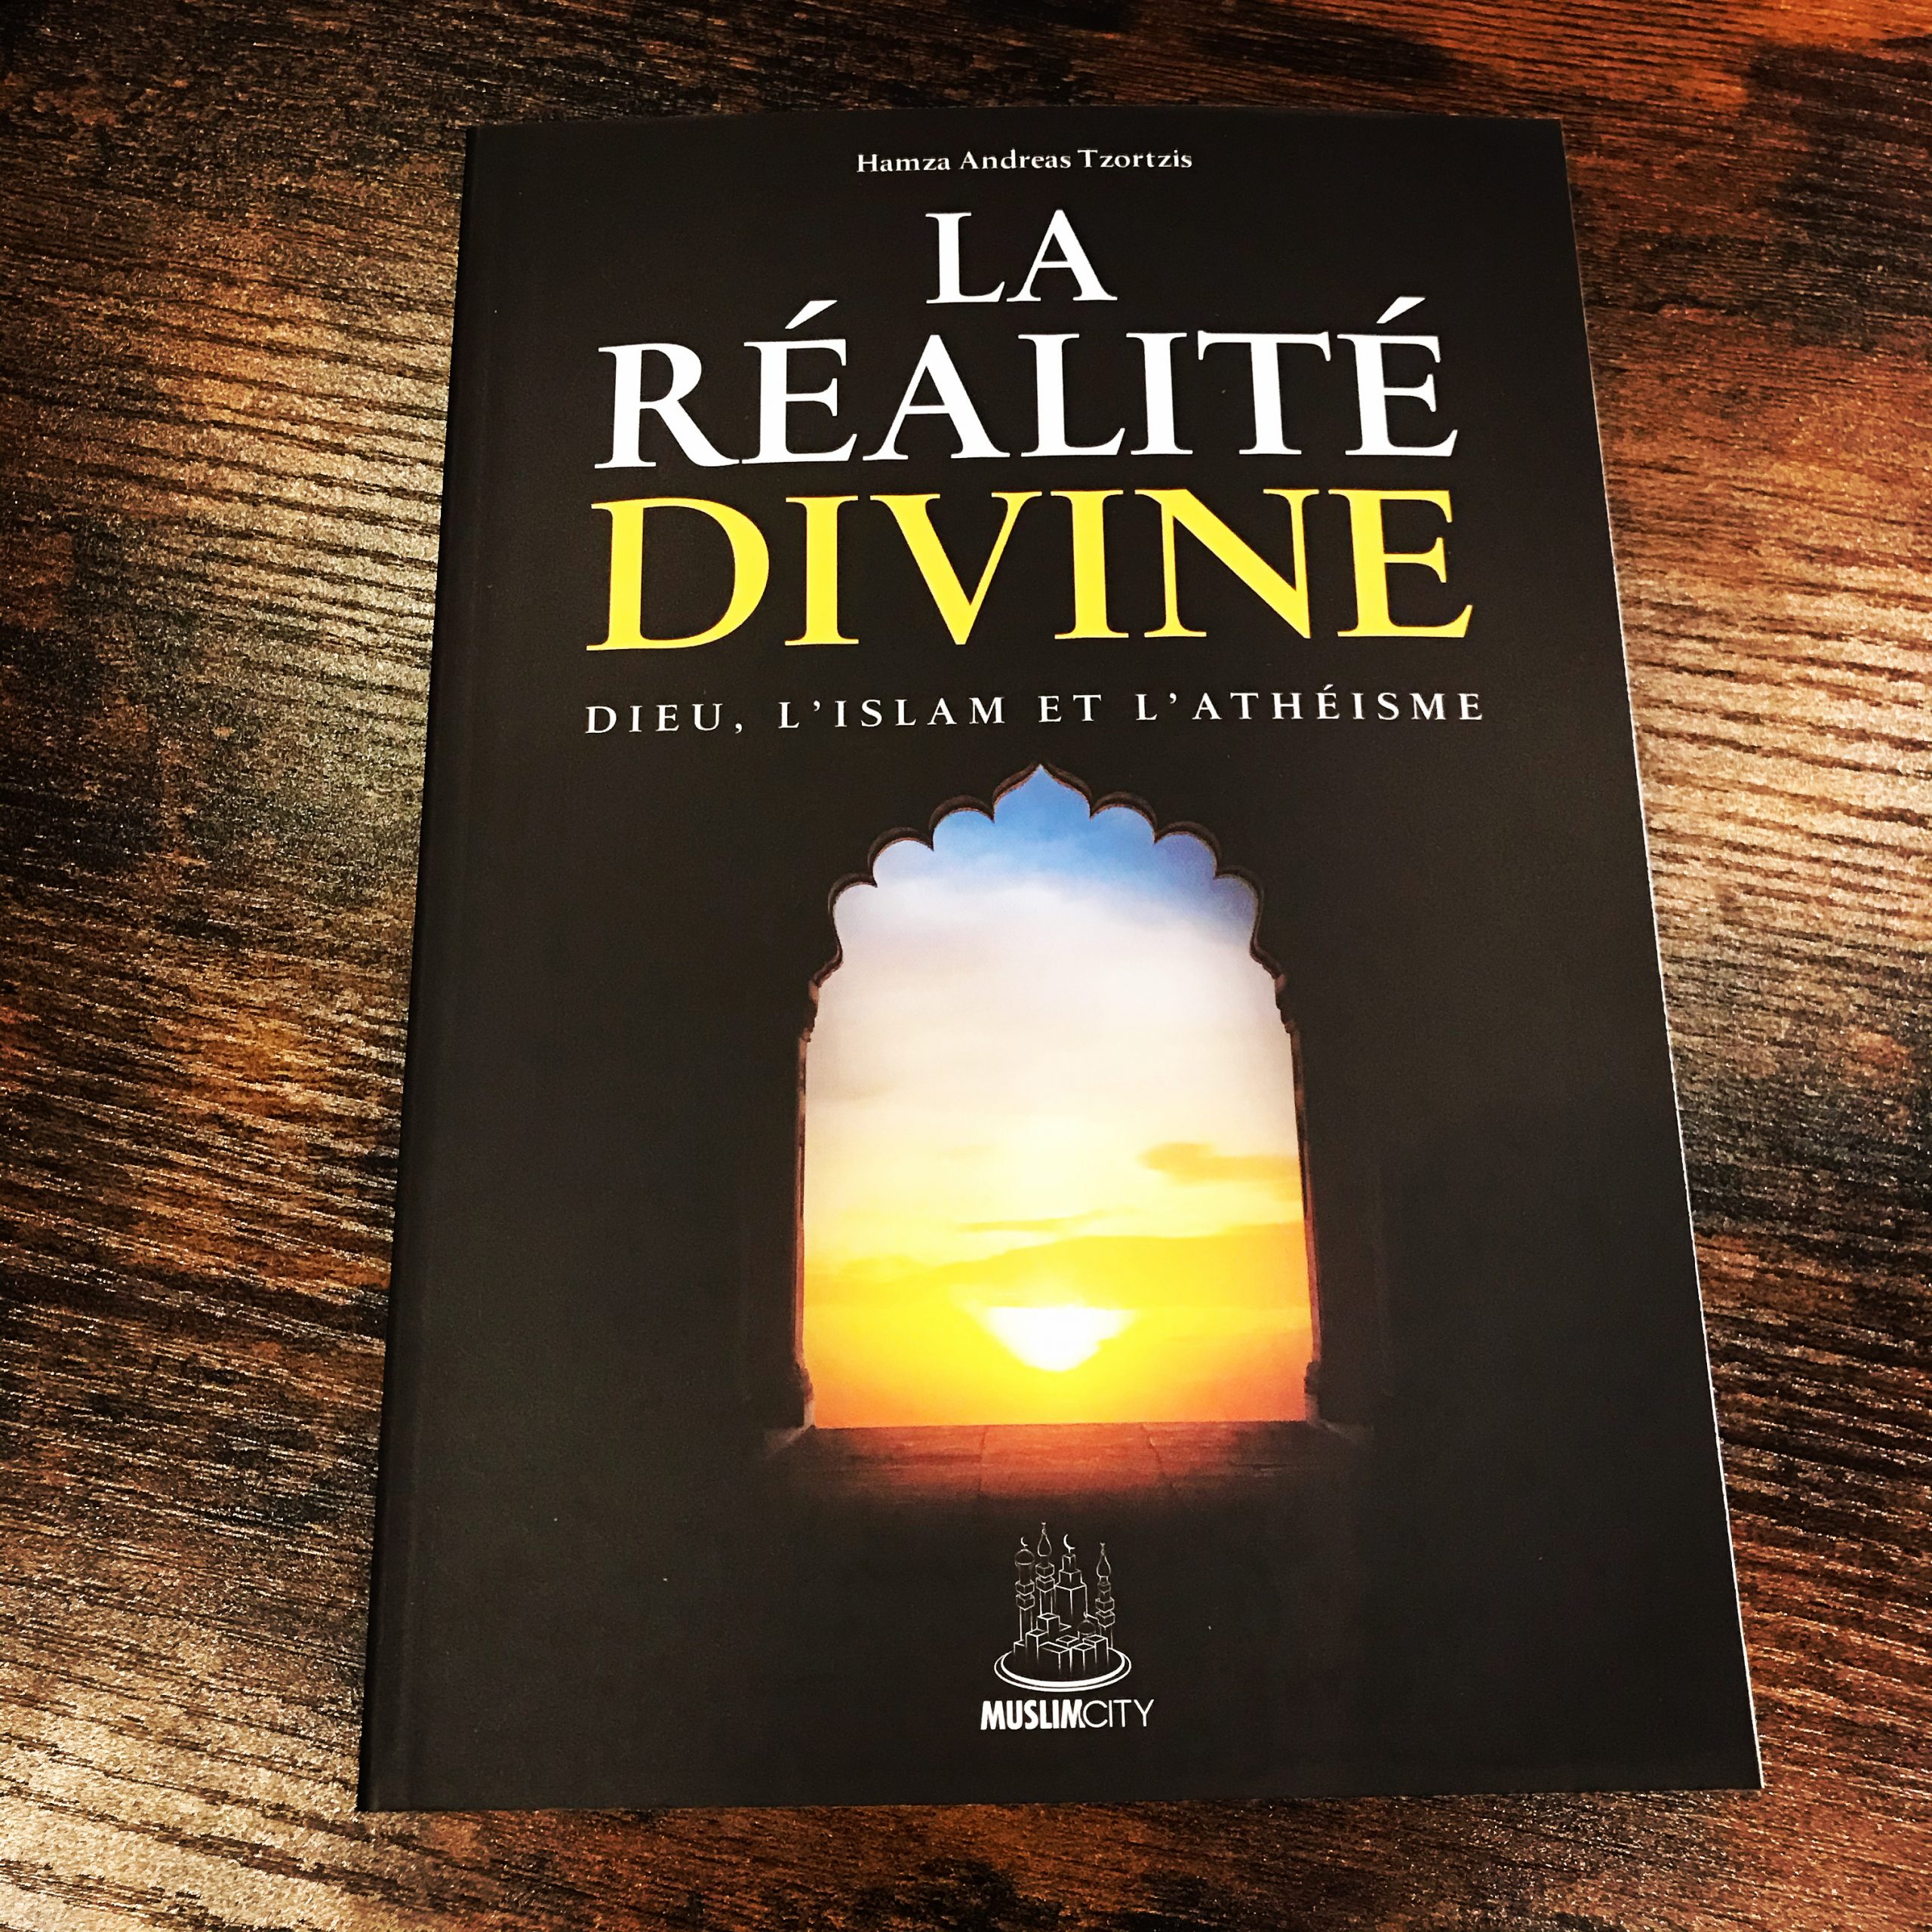 Hamza Andreas Tzortzis
LA
RÉALITÉ
DIVINE
DIEU, L'ISLAM ET L'ATHÉISME
MUSLIMCITY